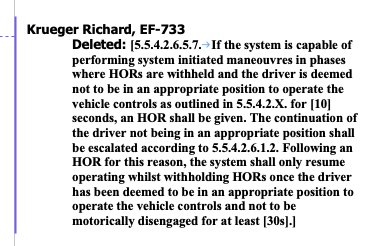 Krueger Richard, EF-733
Deleted: [5.5.4.2.6.5.7.→If the system is capable of
performing system initiated maneouvres in phases
where HORs are withheld and the driver is deemed
not to be in an appropriate position to operate the
vehicle controls as outlined in 5.5.4.2.X. for [10]
seconds, an HOR shall be given. The continuation of
the driver not being in an appropriate position shall
be escalated according to 5.5.4.2.6.1.2. Following an
HOR for this reason, the system shall only resume
operating whilst withholding HORs once the driver
has been deemed to be in an appropriate position to
operate the vehicle controls and not to be
motorically disengaged for at least [30s].]